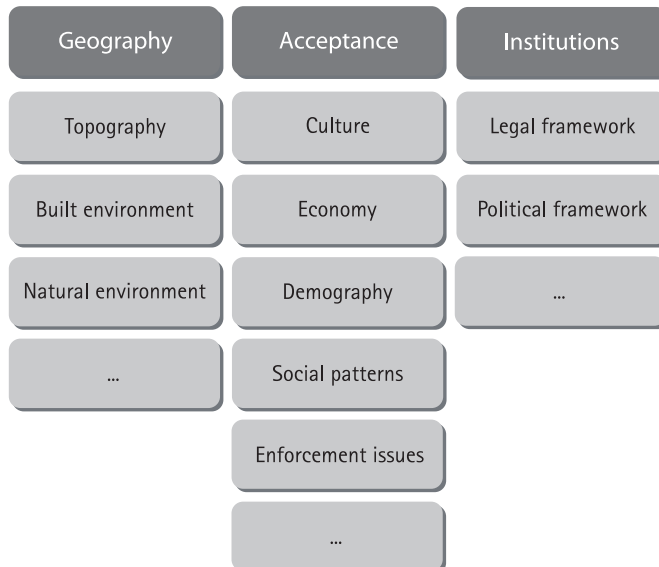 Geography
Topography
Built environment
Natural environment
...
Acceptance
Culture
Economy
Demography
Social patterns
Enforcement issues
...
Institutions
Legal framework
Political framework
...